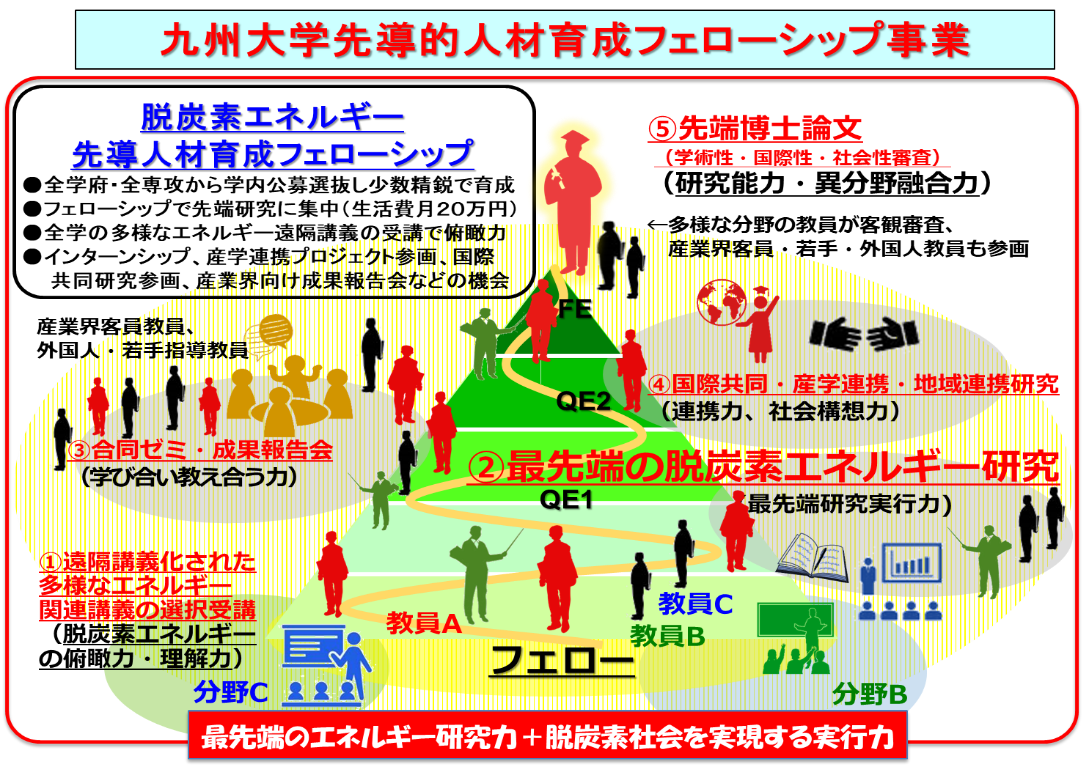 九州大学先導的人材育成フェローシップ事業
脱炭素エネルギー
先導人材育成フェローシップ
●全学府・全専攻から学内公募選抜し少数精鋭で育成
●フェローシップで先端研究に集中（生活費月２０万円）
●全学の多様なエネルギー遠隔講義の受講で俯瞰力
●インターンシップ、産学連携プロジェクト参画、国際
共同研究参画、産業界向け成果報告会などの機会
⑤先端博士論文
（学術性・国際性・社会性審査）
（研究能力・異分野融合力）
←多様な分野の教員が客観審査、
産業界客員・若手・外国人教員も参画
産業界客員教員、
外国人・若手指導教員
FE
QE2
④国際共同・産学連携・地域連携研究
（連携力、社会構想力）
③合同ゼミ・成果報告会
（学び合い教え合う力）
②最先端の脱炭素エネルギー研究
QE1
最先端研究実行力)
①遠隔講義化された
多様なエネルギー
関連講義の選択受講
（脱炭素エネルギー
の俯瞰力・理解力）
教員A
教員C
教員B
フェロー
分野C
分野B
最先端のエネルギー研究力＋脱炭素社会を実現する実行力